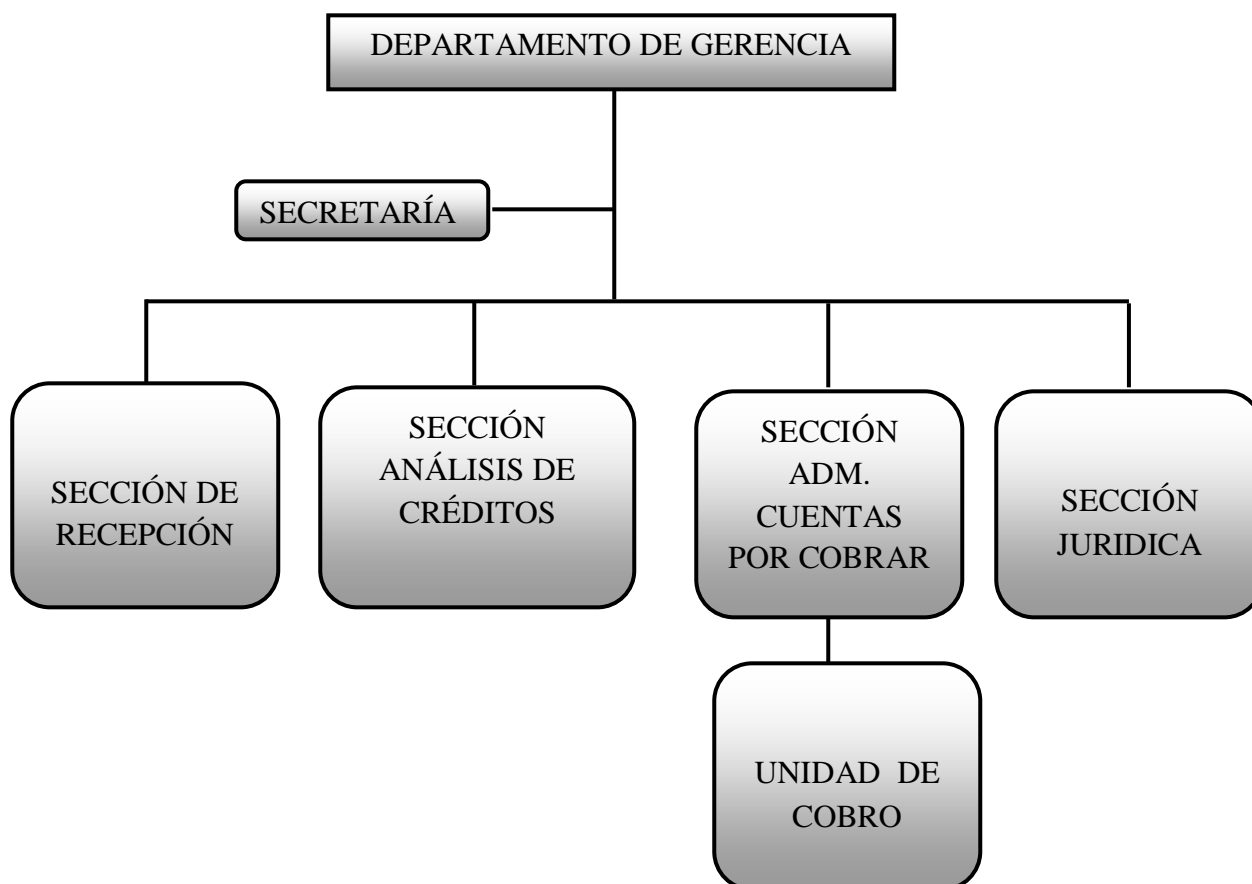 DEPARTAMENTO DE GERENCIA
SECRETARÍA
SECCIÓN DE
RECEPCIÓN
SECCIÓN
ANÁLISIS DE
CRÉDITOS
SECCIÓN
ADM.
CUENTAS
POR COBRAR
SECCIÓN
JURIDICA
UNIDAD DE
COBRO